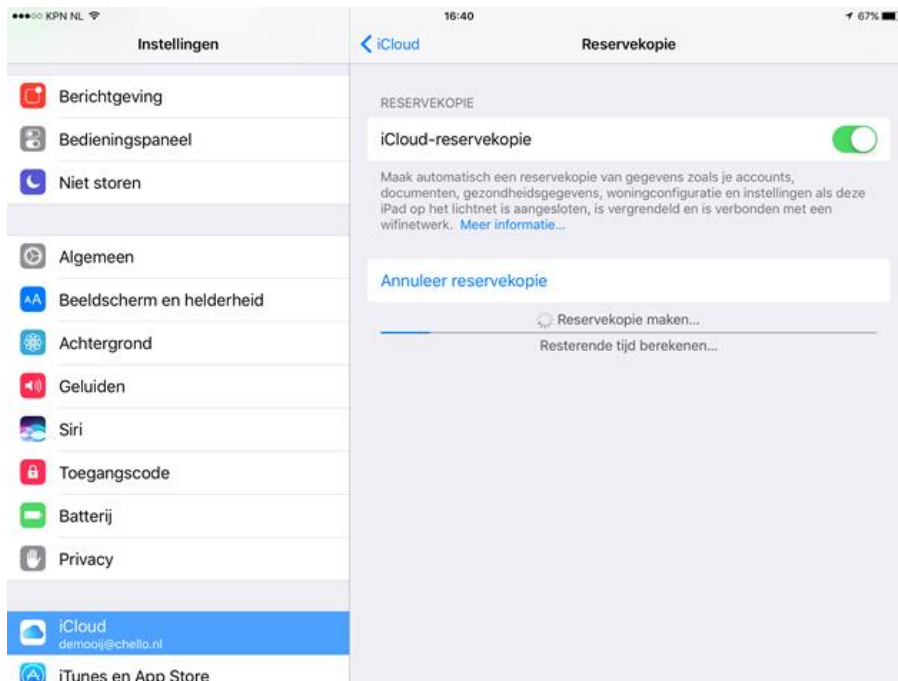 KPN NL
16:40
67%
Instellingen
iCloud
Reservekopie
Berichtgeving
Bedieningspaneel
Niet storen
Algemeen
Beeldscherm en helderheid
Achtergrond
Geluiden
Siri
Toegangscode
Batterij
Privacy
iCloud
demooij@chello.nl
iTunes en App Store
RESERVEKOPIE
iCloud-reservekopie
Maak automatisch een reservekopie van gegevens zoals je accounts,
documenten, gezondheidsgegevens, woningconfiguratie en instellingen als deze
iPad op het lichtnet is aangesloten, is vergrendeld en is verbonden met een
wifinetwerk. Meer informatie...
Annuleer reservekopie
Reservekopie maken...
Resterende tijd berekenen...